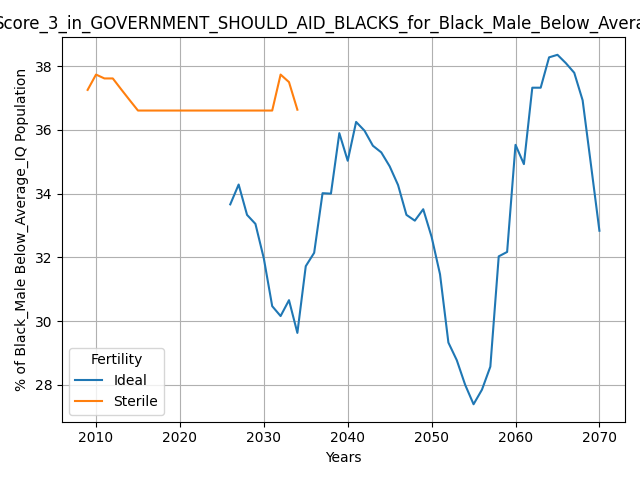 Score_3_in_GOVERNMENT_SHOULD_AID_BLACKS_for_Black_Male_Below_Avera
% of Black_Male Below_Average_IQ Population
38
36
34
32
30
28
Fertility
Ideal
Sterile
2010 2020 2030 2040 2050 2060 2070
Years